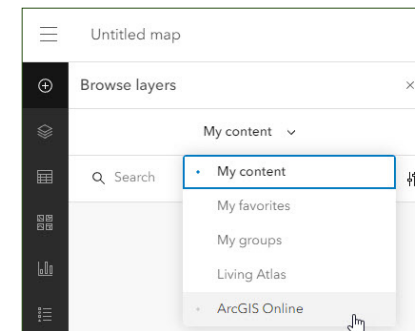 Untitled map
Browse layers
My content
Search
My content
My favorites
My groups
Living Atlas
ArcGIS Online